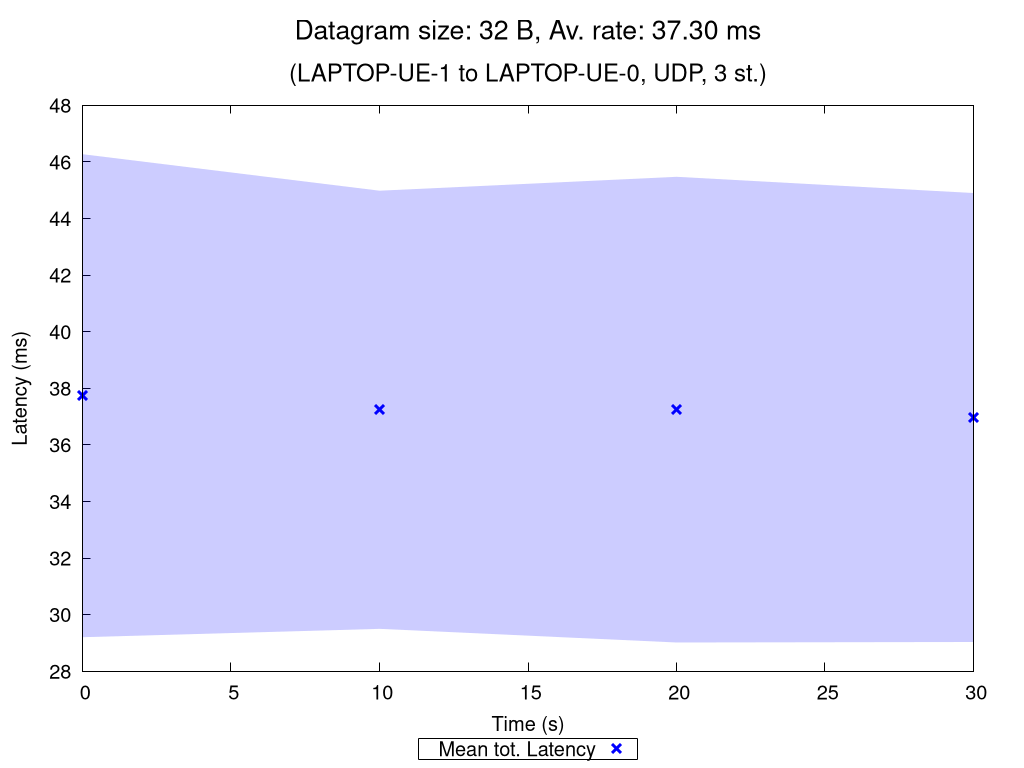 Datagram size: 32 B, Av. rate: 37.30 ms
(LAPTOP-UE-1 to LAPTOP-UE-0, UDP, 3 st.)
48
46
44
42
40
38
36
34
32
30
28
Latency (ms)
0 5 10 15 20 25 30
Time (s)
Mean tot. Latency